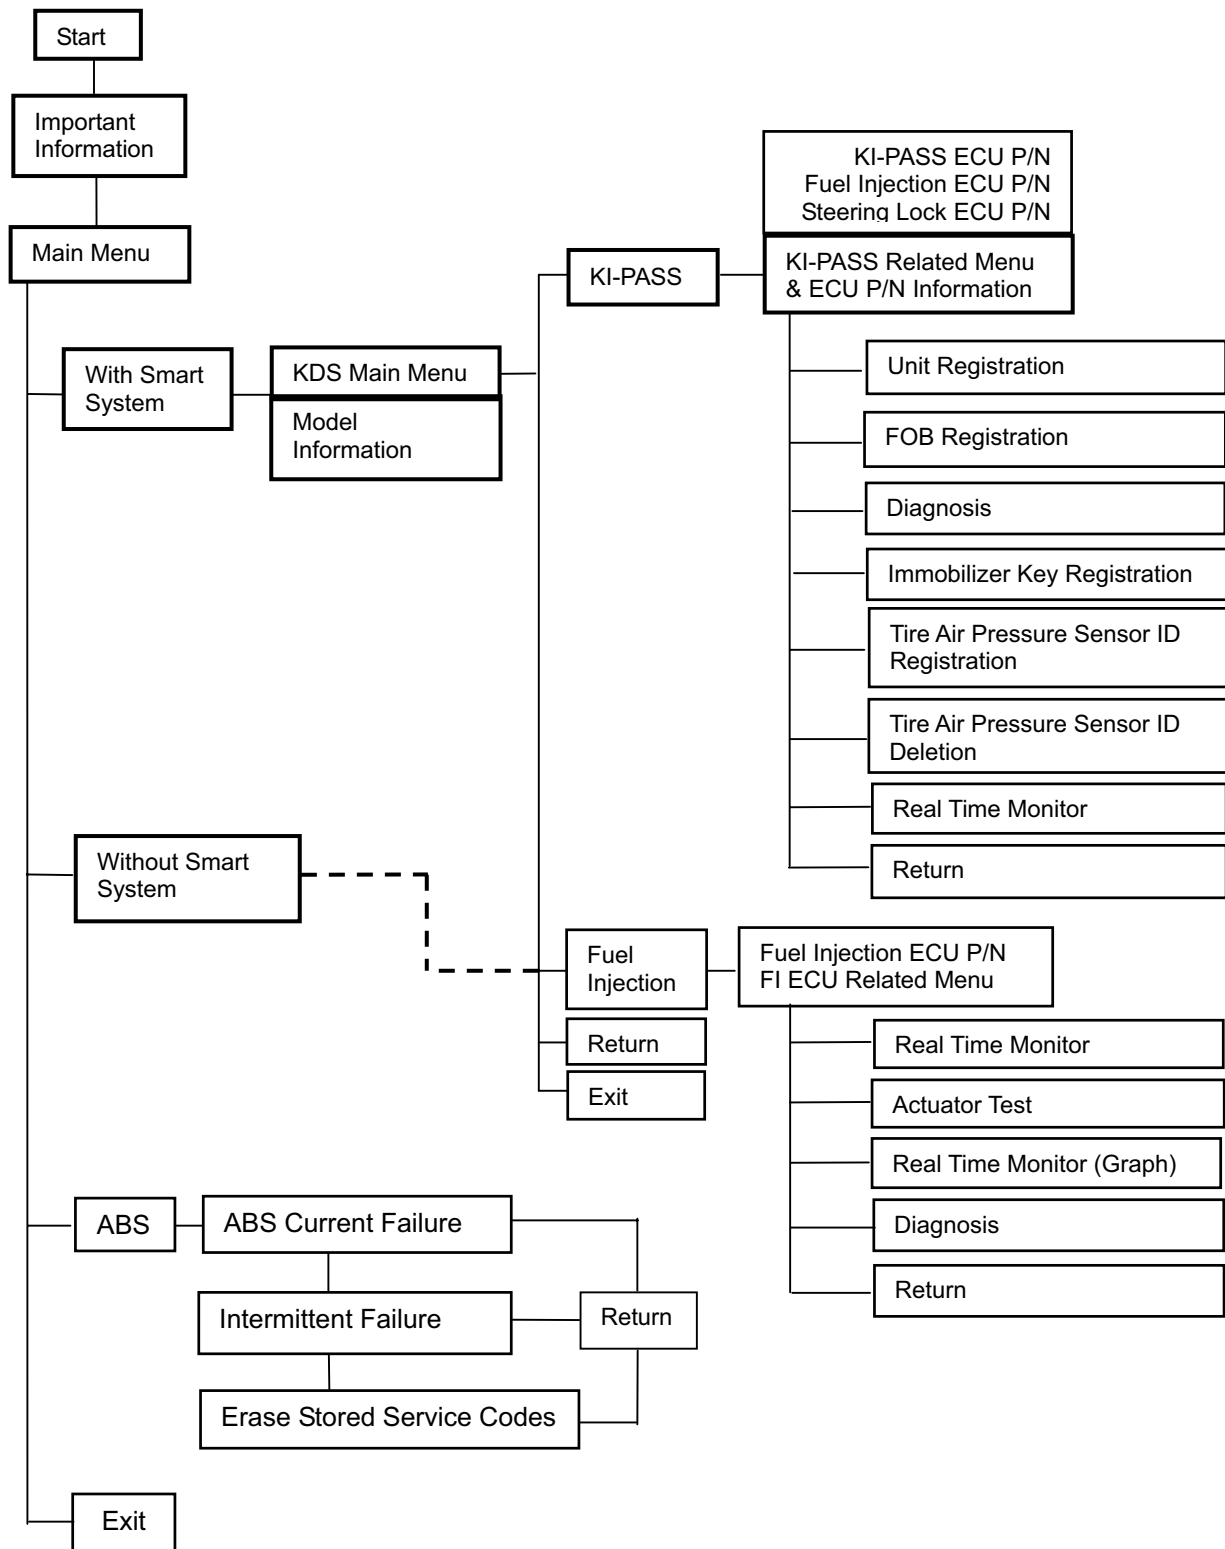 Start
Important
Information
Main Menu
With Smart
System
KDS Main Menu
Model
Information
KI-PASS
KI-PASS ECU P/N
Fuel Injection ECU P/N
Steering Lock ECU P/N
KI-PASS Related Menu
& ECU P/N Information
Unit Registration
FOB Registration
Diagnosis
Immobilizer Key Registration
Tire Air Pressure Sensor ID
Registration
Tire Air Pressure Sensor ID
Deletion
Real Time Monitor
Return
Without Smart
System
Fuel
Injection
Return
Exit
Fuel Injection ECU P/N
FI ECU Related Menu
Real Time Monitor
Actuator Test
Real Time Monitor (Graph)
Diagnosis
Return
ABS
ABS Current Failure
Intermittent Failure
Return
Erase Stored Service Codes
Exit